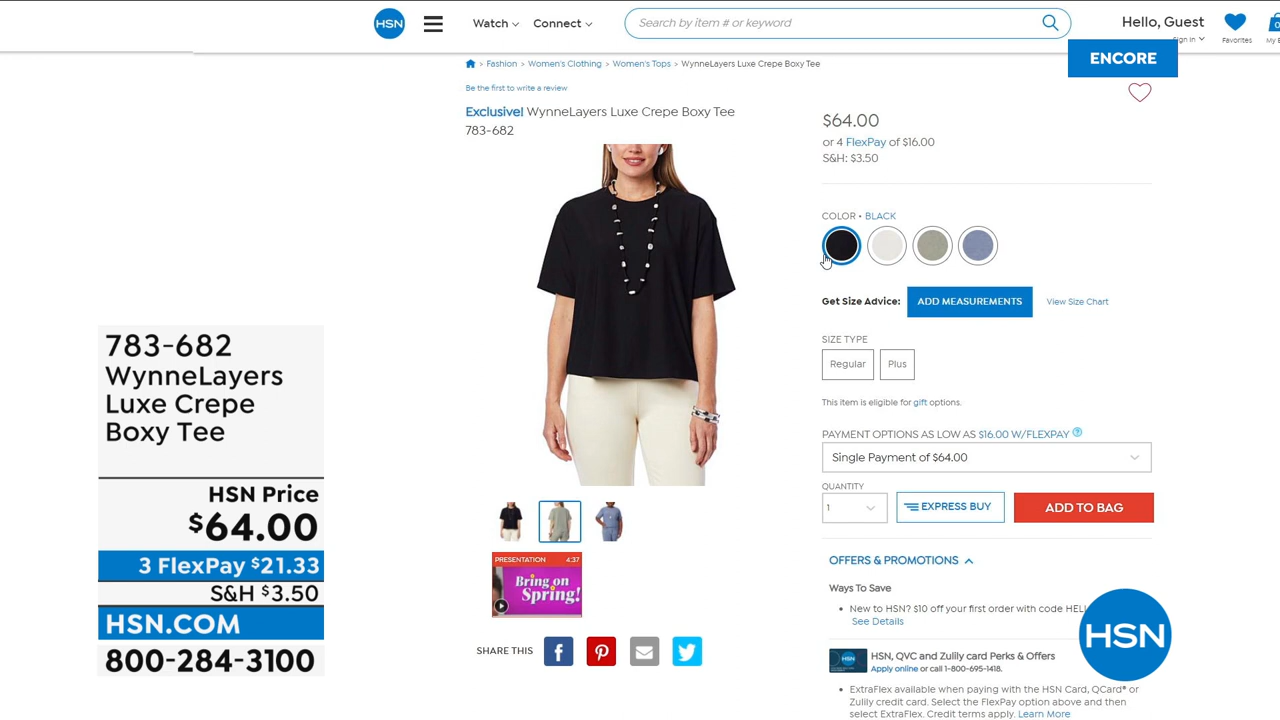 HSN
Watch
Connect
Search by item # or keyword
Hello, Guest
Sign In
Favorites
0
My
ENCORE
> Fashion > Women's Clothing > Women's Tops > WynneLayers Luxe Crepe Boxy Tee
Be the first to write a review
Exclusive! WynneLayers Luxe Crepe Boxy Tee
783-682
$64.00
or 4 FlexPay of $16.00
S&H: $3.50
COLOR • BLACK
Get Size Advice:
ADD MEASUREMENTS
View Size Chart
SIZE TYPE
Regular
Plus
This item is eligible for gift options.
PAYMENT OPTIONS AS LOW AS $16.00 W/FLEXPAY ?
Single Payment of $64.00
QUANTITY
1
EXPRESS BUY
ADD TO BAG
783-682
WynneLayers
Luxe Crepe
Boxy Tee
HSN Price
$64.00
3 FlexPay $21.33
S&H $3.50
HSN.COM
800-284-3100
PRESENTATION 4:37
Bring on
Spring!
SHARE THIS
OFFERS & PROMOTIONS
Ways To Save
• New to HSN? $10 off your first order with code
See Details
HSN
HSN, QVC and Zulily card Perks & Offers
Apply online or call 1-800-695-1418.
• ExtraFlex available when paying with the HSN Card, QCard® or
Zulily credit card. Select the FlexPay option above and then
select ExtraFlex. Credit terms apply. Learn More